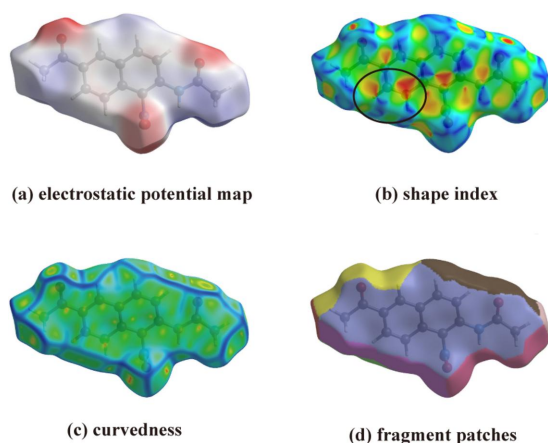 (a) electrostatic potential map
(b) shape index
(c) curvedness
(d) fragment patches